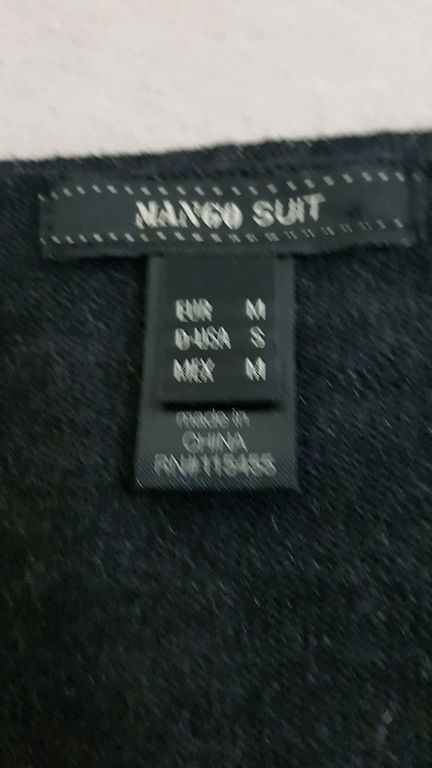 MANGO SUIT
EUR M
D-USA S
MEX M
made in
CHINA
RN#115455